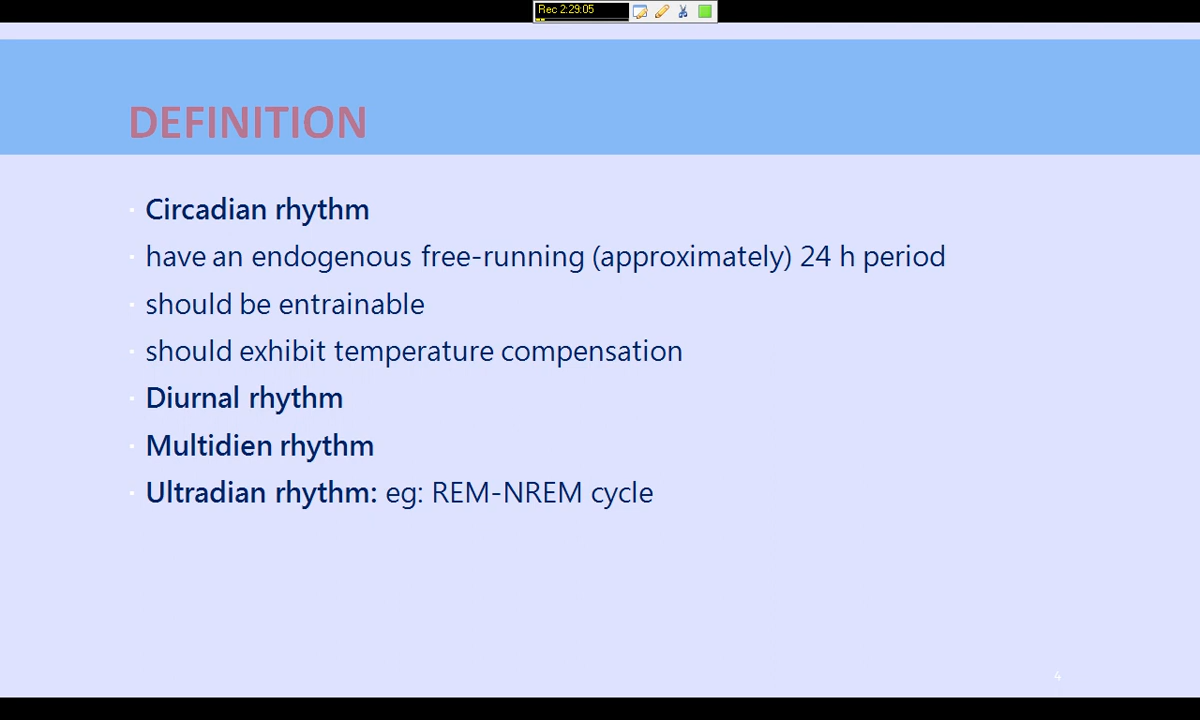 Rec 2:29:05
DEFINITION
Circadian rhythm
have an endogenous free-running (approximately) 24 h period
should be entrainable
should exhibit temperature compensation
Diurnal rhythm
Multidien rhythm
Ultradian rhythm: eg: REM-NREM cycle
4